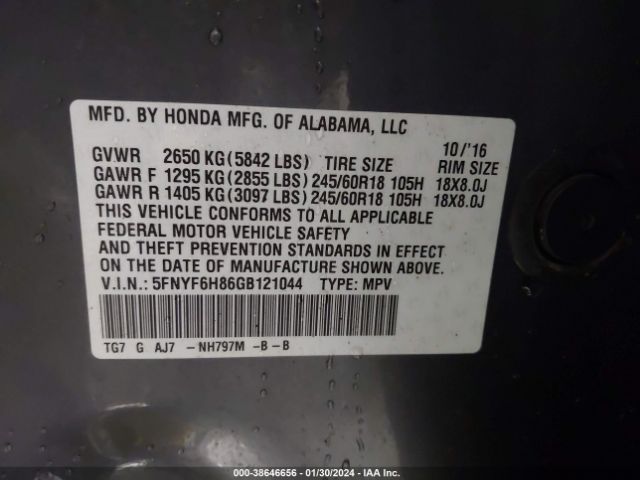 MFD. BY HONDA MFG. OF ALABAMA, LLC
10/'16
GVWR 2650 KG(5842 LBS) TIRE SIZE RIM SIZE
GAWR F 1295 KG(2855 LBS)245/60R18 105H 18X8.0J
GAWR R 1405 KG(3097 LBS)245/60R18 105H 18X8.0J
THIS VEHICLE CONFORMS TO ALL APPLICABLE
FEDERAL MOTOR VEHICLE SAFETY
AND THEFT PREVENTION STANDARDS IN EFFECT
ON THE DATE OF MANUFACTURE SHOWN ABOVE.
V.I.N.: 5FNYF6H86GB121044 TYPE: MPV
TG7 G AJ7 -NH797M -B-B
000-38646656 - 01/30/2024 - IAA Inc.